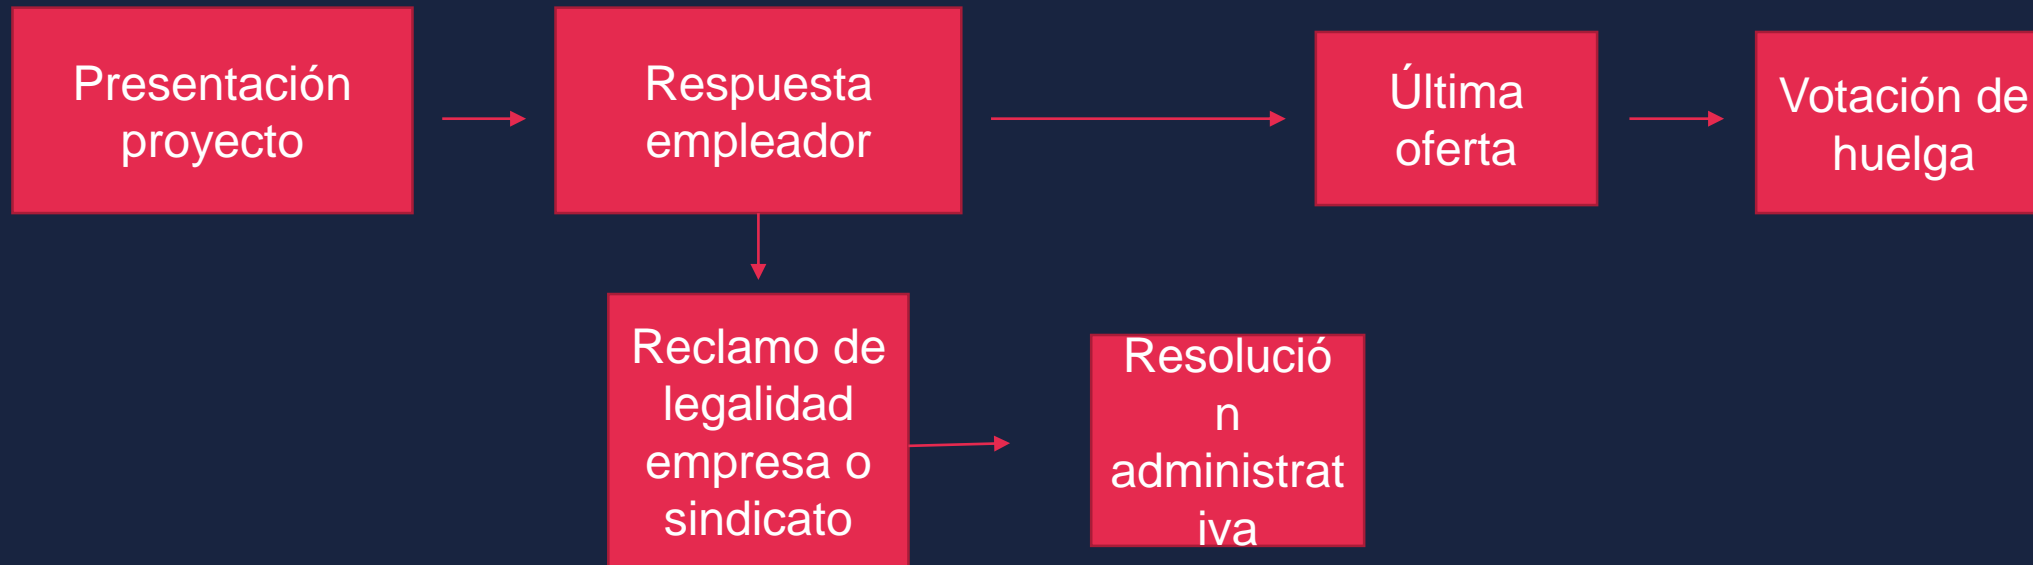 Presentación
proyecto
Respuesta
empleador
Última
oferta
Votación de
huelga
Reclamo de
legalidad
empresa o
sindicato
Resolució
n
administrat
iva